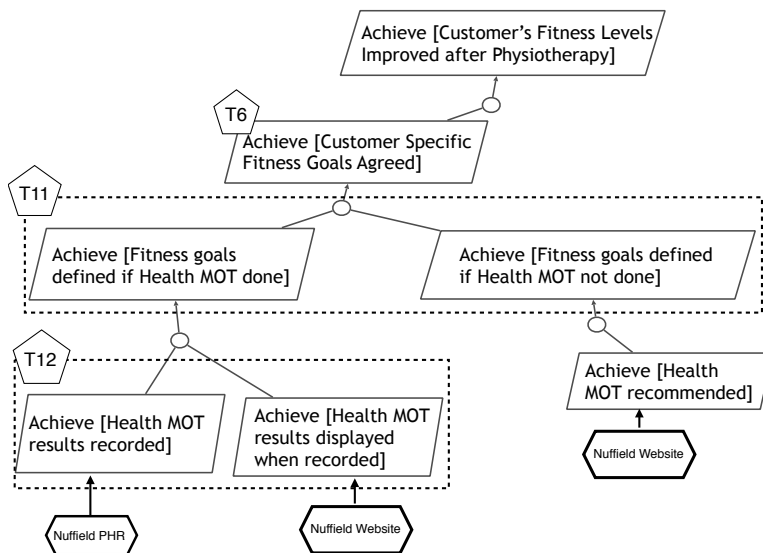 Achieve [Customer's Fitness Levels
Improved after Physiotherapy]
T6
Achieve [Customer Specific
Fitness Goals Agreed]
T11
Achieve [Fitness goals
defined if Health MOT done]
Achieve [Fitness goals defined
if Health MOT not done]
T12
Achieve [Health
MOT recommended]
Achieve [Health MOT
results recorded]
Achieve [Health MOT
results displayed
when recorded]
Nuffield Website
Nuffield PHR
Nuffield Website